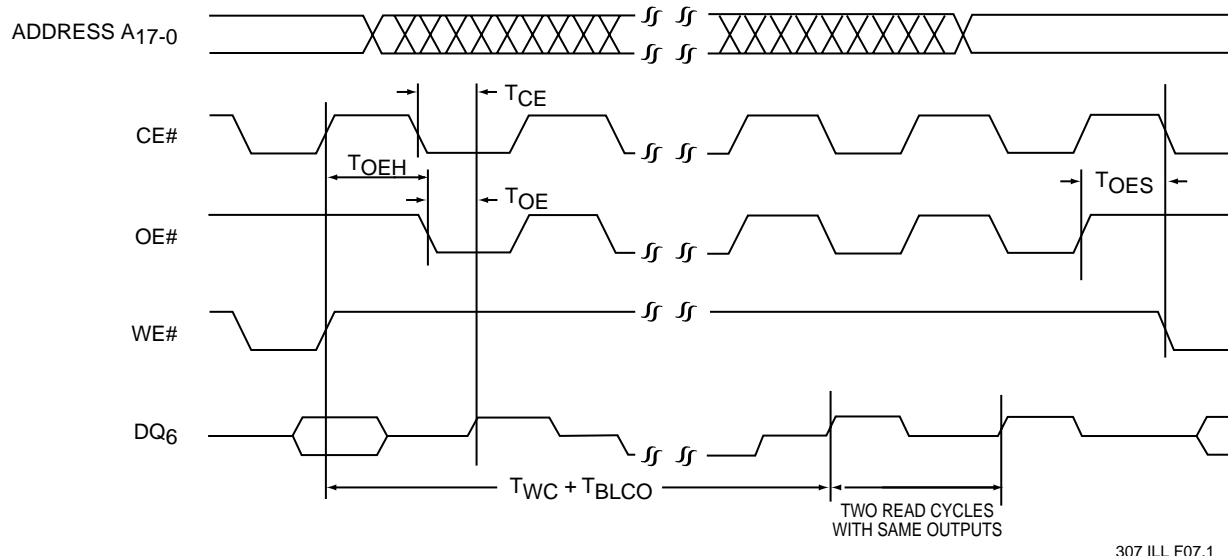 ADDRESS A17-0
TCE
CE#
TOEH
TOE
TOES
OE#
WE#
DQ6
TWC + TBLCO
TWO READ CYCLES
WITH SAME OUTPUTS
307 ILL F07.1